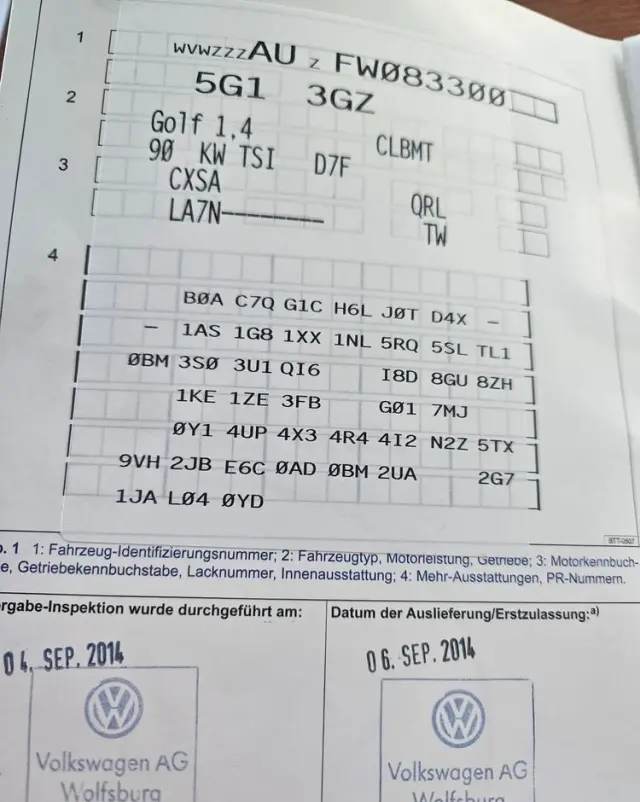 1 WVWZZZAU Z FW083300
2 5G1 3GZ
Golf 1,4 CLBMT
90 KW TSI D7F
3 CXSA QRL
LA7N-------- TW
4
B0A C7Q G1C H6L J0T D4X -
- 1AS 1G8 1XX 1NL 5RQ 5SL TL1
0BM 3S0 3U1 QI6 I8D 8GU 8ZH
1KE 1ZE 3FB G01 7MJ
0Y1 4UP 4X3 4R4 4I2 N2Z 5TX
9VH 2JB E6C 0AD 0BM 2UA 2G7
1JA L04 0YD
BTT-0507
. 1 1: Fahrzeug-Identifizierungsnummer; 2: Fahrzeugtyp, Motorleistung, Getriebe; 3: Motorkennbuch-
e, Getriebekennbuchstabe, Lacknummer, Innenausstattung; 4: Mehr-Ausstattungen, PR-Nummern.
ergabe-Inspektion wurde durchgeführt am: Datum der Auslieferung/Erstzulassung:a)
04. SEP. 2014 06. SEP. 2014
Volkswagen AG Volkswagen AG
Wolfsburg Wolfsburg